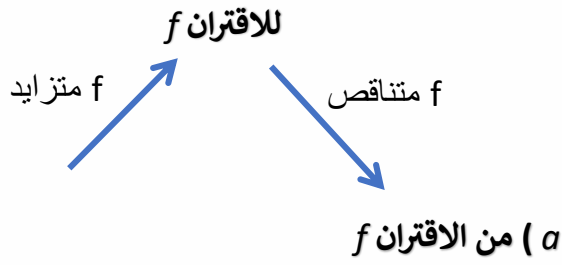 للاقتران f
f متزايد
f متناقص
a ) من الاقتران f